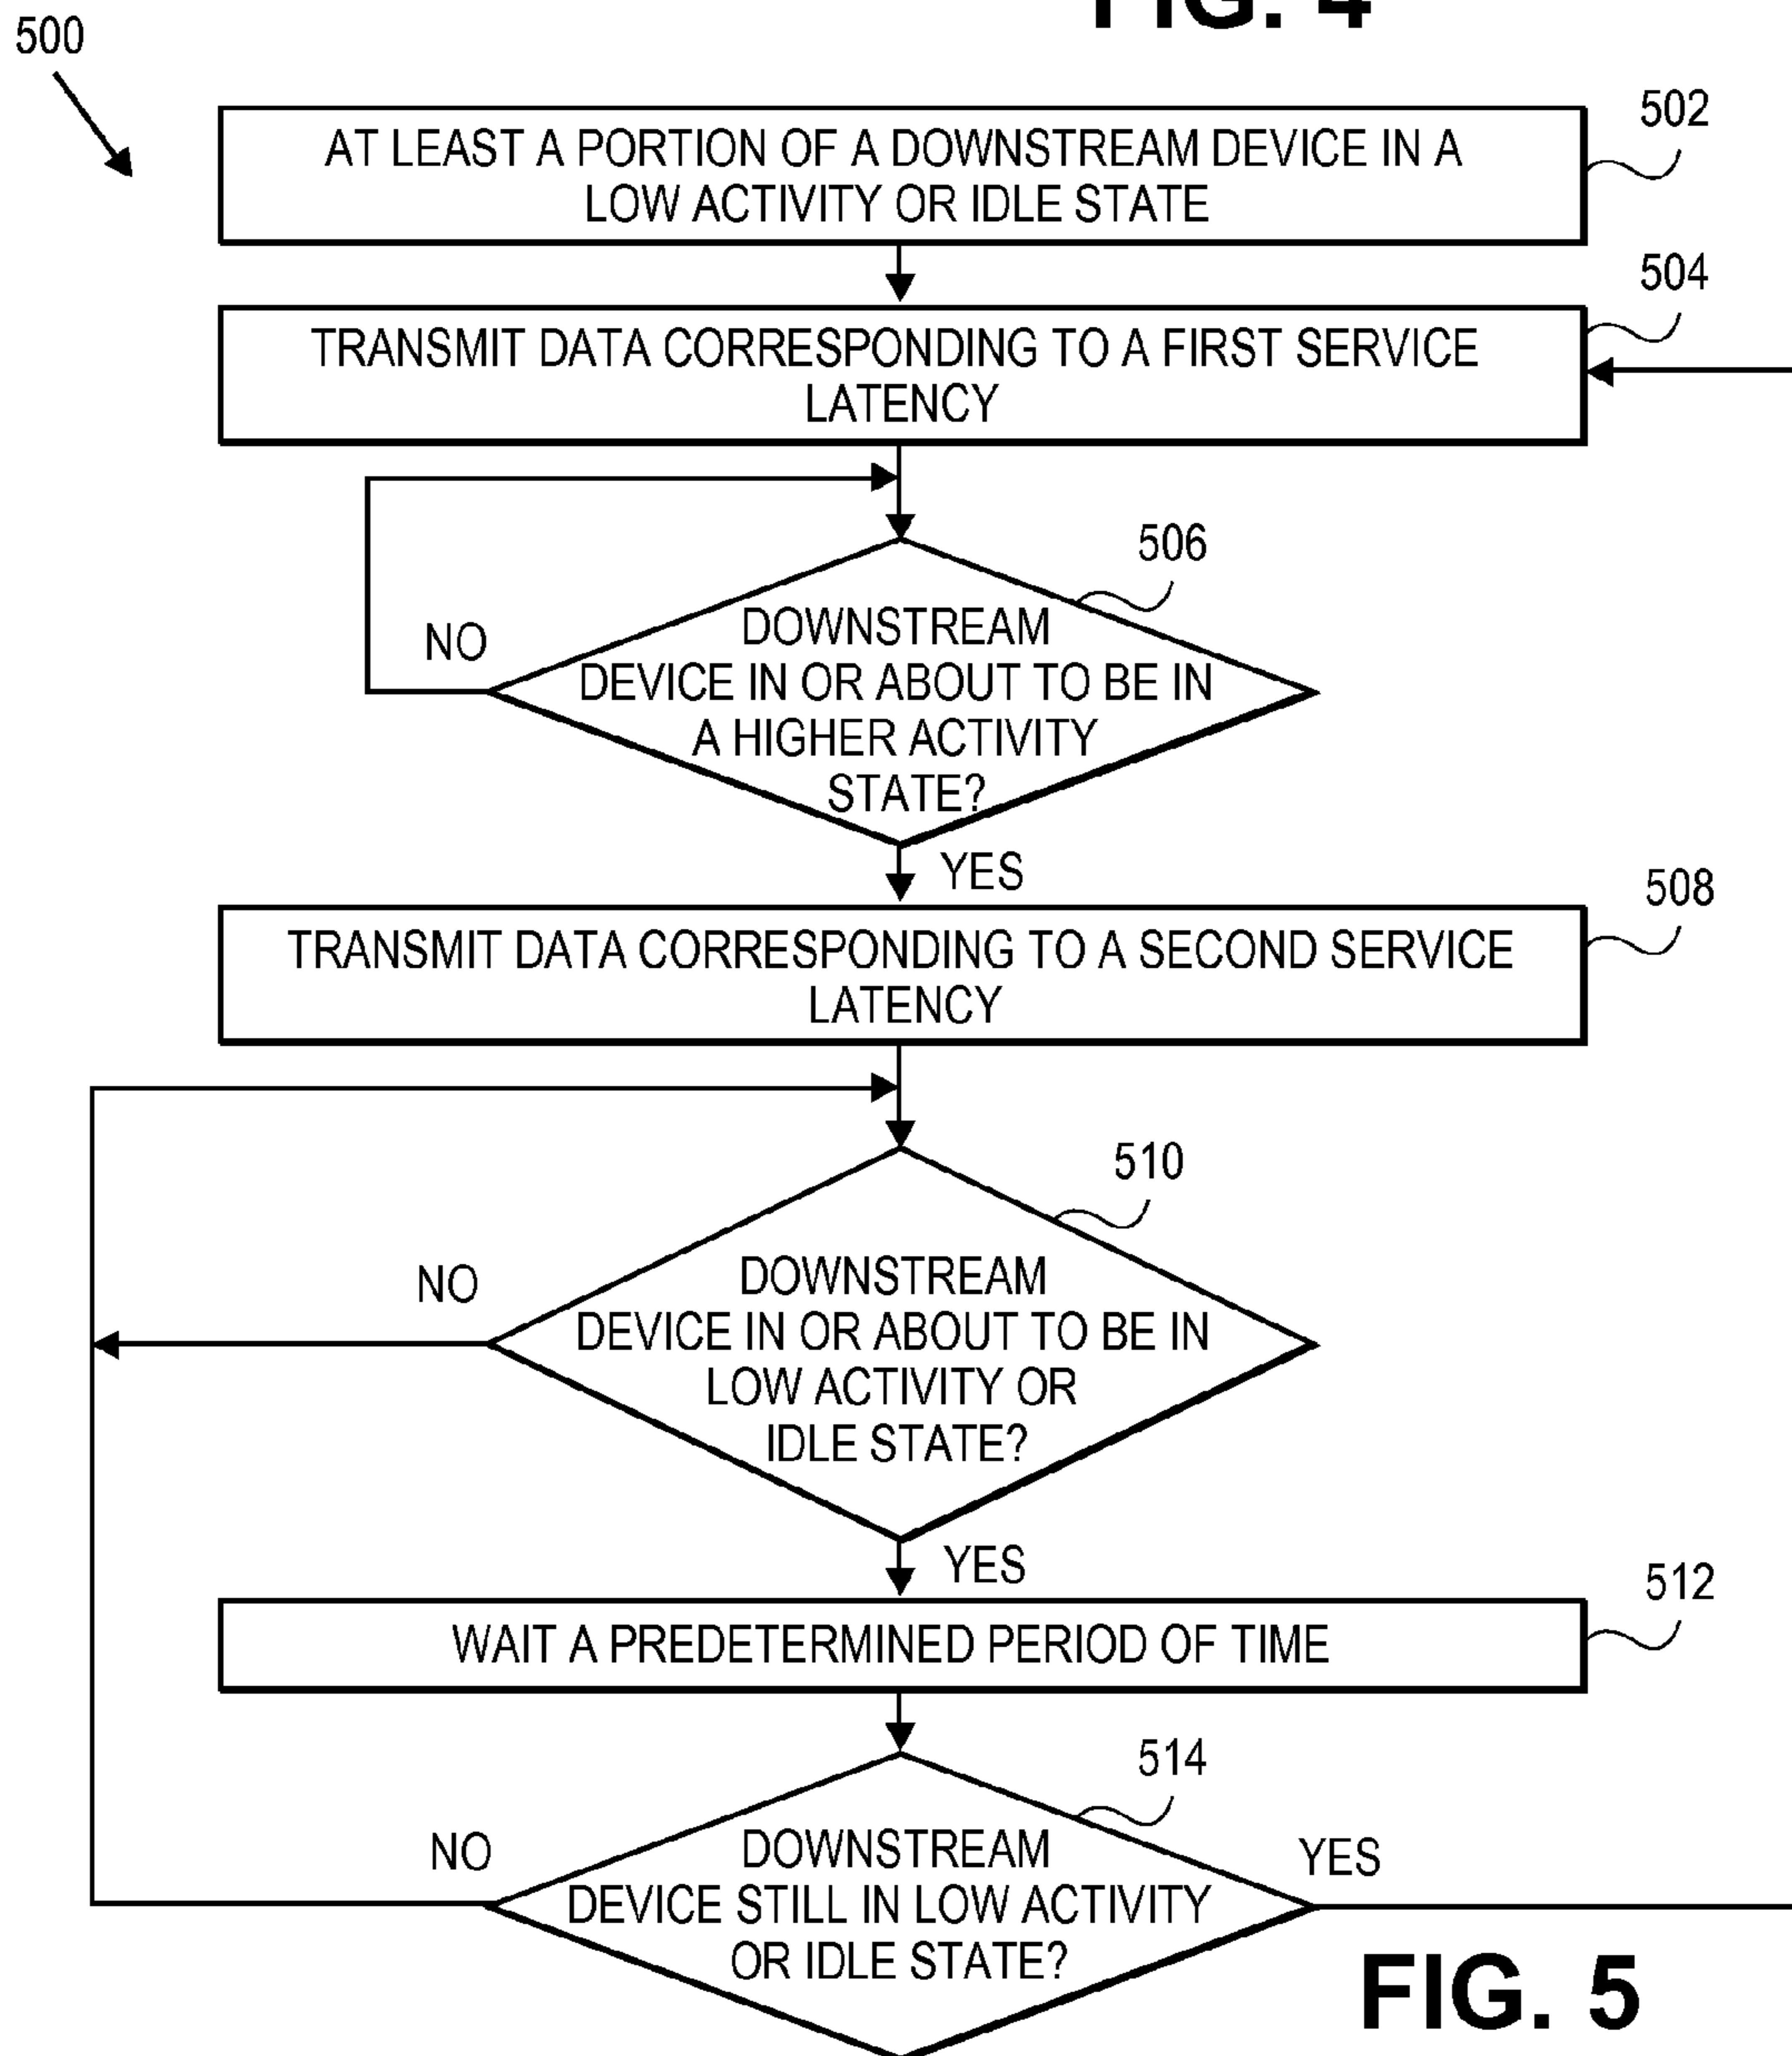 FIG. 4
500
502
AT LEAST A PORTION OF A DOWNSTREAM DEVICE IN A
LOW ACTIVITY OR IDLE STATE
504
TRANSMIT DATA CORRESPONDING TO A FIRST SERVICE
LATENCY
506
NO
DOWNSTREAM
DEVICE IN OR ABOUT TO BE IN
A HIGHER ACTIVITY
STATE?
YES
508
TRANSMIT DATA CORRESPONDING TO A SECOND SERVICE
LATENCY
510
NO
DOWNSTREAM
DEVICE IN OR ABOUT TO BE IN
LOW ACTIVITY OR
IDLE STATE?
YES
512
WAIT A PREDETERMINED PERIOD OF TIME
514
NO
DOWNSTREAM
DEVICE STILL IN LOW ACTIVITY
OR IDLE STATE?
YES
FIG. 5